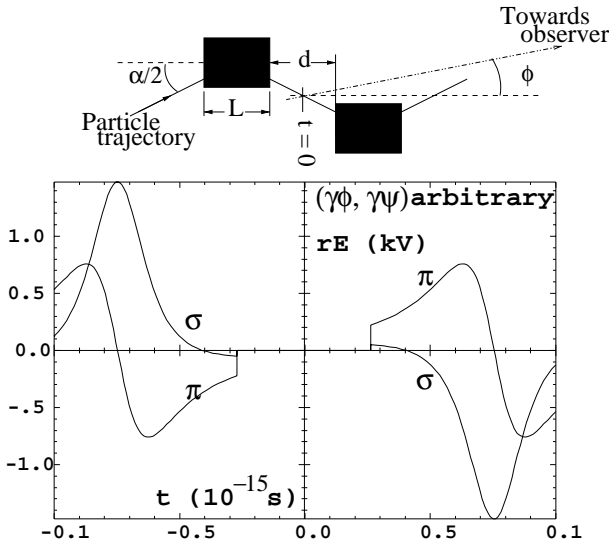 Towards
observer
α/2
d
ϕ
L
Particle
trajectory
t = 0
(γϕ, γψ) arbitrary
rE (kV)
1.0
0.5
0.0
-.5
-1.0
σ
π
π
σ
t (10⁻¹⁵s)
-0.1
-0.5
0.0
0.5
0.1